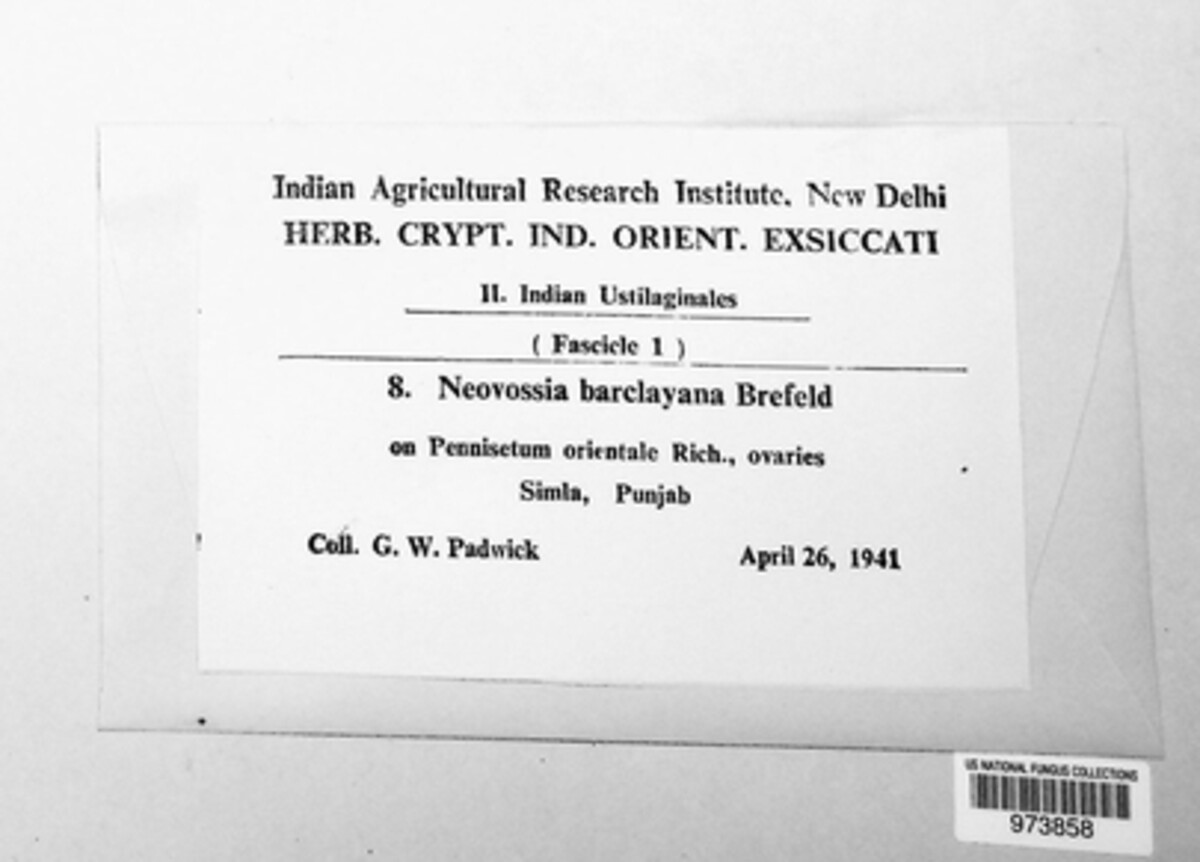 Indian Agricultural Research Institute. New Delhi
HERB. CRYPT. IND. ORIENT. EXSICCATI
II. Indian Ustilaginales
( Fascicle 1 )
8. Neovossia barclayana Brefeld
on Pennisetum orientale Rich., ovaries
Simla, Punjab
Coll. G. W. Padwick April 26, 1941
US NATIONAL FUNGUS COLLECTIONS
973858